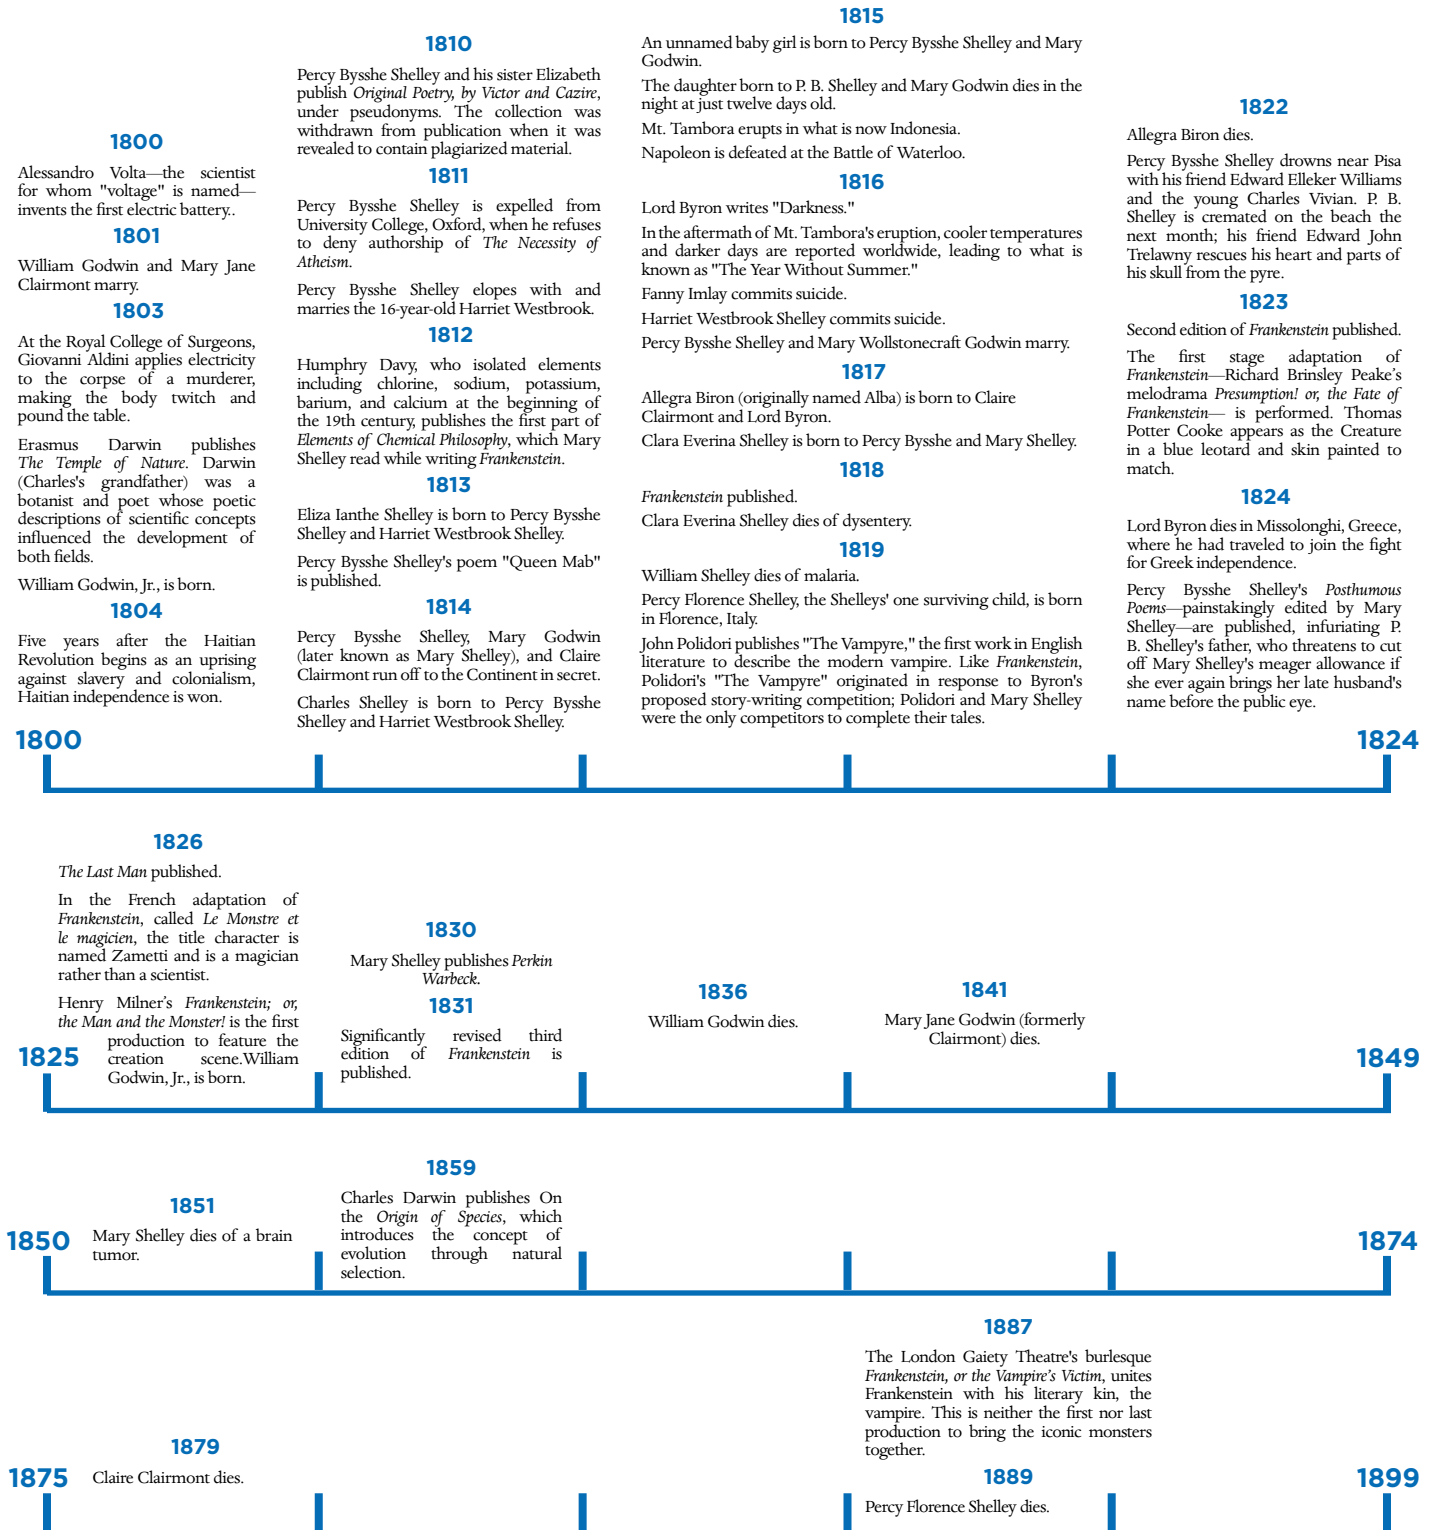 1800
Alessandro Volta—the scientist
for whom "voltage" is named—
invents the first electric battery..
1801
William Godwin and Mary Jane
Clairmont marry.
1803
At the Royal College of Surgeons,
Giovanni Aldini applies electricity
to the corpse of a murderer,
making the body twitch and
pound the table.
Erasmus Darwin publishes
The Temple of Nature. Darwin
(Charles's grandfather) was a
botanist and poet whose poetic
descriptions of scientific concepts
influenced the development of
both fields.
William Godwin, Jr., is born.
1804
Five years after the Haitian
Revolution begins as an uprising
against slavery and colonialism,
Haitian independence is won.
1810
Percy Bysshe Shelley and his sister Elizabeth
publish Original Poetry, by Victor and Cazire,
under pseudonyms. The collection was
withdrawn from publication when it was
revealed to contain plagiarized material.
1811
Percy Bysshe Shelley is expelled from
University College, Oxford, when he refuses
to deny authorship of The Necessity of
Atheism.
Percy Bysshe Shelley elopes with and
marries the 16-year-old Harriet Westbrook.
1812
Humphry Davy, who isolated elements
including chlorine, sodium, potassium,
barium, and calcium at the beginning of
the 19th century, publishes the first part of
Elements of Chemical Philosophy, which Mary
Shelley read while writing Frankenstein.
1813
Eliza Ianthe Shelley is born to Percy Bysshe
Shelley and Harriet Westbrook Shelley.
Percy Bysshe Shelley's poem "Queen Mab"
is published.
1814
Percy Bysshe Shelley, Mary Godwin
(later known as Mary Shelley), and Claire
Clairmont run off to the Continent in secret.
Charles Shelley is born to Percy Bysshe
Shelley and Harriet Westbrook Shelley.
1815
An unnamed baby girl is born to Percy Bysshe Shelley and Mary
Godwin.
The daughter born to P. B. Shelley and Mary Godwin dies in the
night at just twelve days old.
Mt. Tambora erupts in what is now Indonesia.
Napoleon is defeated at the Battle of Waterloo.
1816
Lord Byron writes "Darkness."
In the aftermath of Mt. Tambora's eruption, cooler temperatures
and darker days are reported worldwide, leading to what is
known as "The Year Without Summer."
Fanny Imlay commits suicide.
Harriet Westbrook Shelley commits suicide.
Percy Bysshe Shelley and Mary Wollstonecraft Godwin marry.
1817
Allegra Biron (originally named Alba) is born to Claire
Clairmont and Lord Byron.
Clara Everina Shelley is born to Percy Bysshe and Mary Shelley.
1818
Frankenstein published.
Clara Everina Shelley dies of dysentery.
1819
William Shelley dies of malaria.
Percy Florence Shelley, the Shelleys' one surviving child, is born
in Florence, Italy.
John Polidori publishes "The Vampyre," the first work in English
literature to describe the modern vampire. Like Frankenstein,
Polidori's "The Vampyre" originated in response to Byron's
proposed story-writing competition; Polidori and Mary Shelley
were the only competitors to complete their tales.
1822
Allegra Biron dies.
Percy Bysshe Shelley drowns near Pisa
with his friend Edward Elleker Williams
and the young Charles Vivian. P. B.
Shelley is cremated on the beach the
next month; his friend Edward John
Trelawny rescues his heart and parts of
his skull from the pyre.
1823
Second edition of Frankenstein published.
The first stage adaptation of
Frankenstein—Richard Brinsley Peake's
melodrama Presumption! or, the Fate of
Frankenstein— is performed. Thomas
Potter Cooke appears as the Creature
in a blue leotard and skin painted to
match.
1824
Lord Byron dies in Missolonghi, Greece,
where he had traveled to join the fight
for Greek independence.
Percy Bysshe Shelley's Posthumous
Poems—painstakingly edited by Mary
Shelley—are published, infuriating P.
B. Shelley's father, who threatens to cut
off Mary Shelley's meager allowance if
she ever again brings her late husband's
name before the public eye.
1800
1824
1826
The Last Man published.
In the French adaptation of
Frankenstein, called Le Monstre et
le magicien, the title character is
named Zametti and is a magician
rather than a scientist.
Henry Milner's Frankenstein; or,
the Man and the Monster! is the first
production to feature the
creation scene.William
Godwin, Jr., is born.
1830
Mary Shelley publishes Perkin
Warbeck.
1831
Significantly revised third
edition of Frankenstein is
published.
1836
William Godwin dies.
1841
Mary Jane Godwin (formerly
Clairmont) dies.
1825
1849
1851
Mary Shelley dies of a brain
tumor.
1859
Charles Darwin publishes On
the Origin of Species, which
introduces the concept of
evolution through natural
selection.
1850
1874
1879
Claire Clairmont dies.
1887
The London Gaiety Theatre's burlesque
Frankenstein, or the Vampire's Victim, unites
Frankenstein with his literary kin, the
vampire. This is neither the first nor last
production to bring the iconic monsters
together.
1889
Percy Florence Shelley dies.
1875
1899